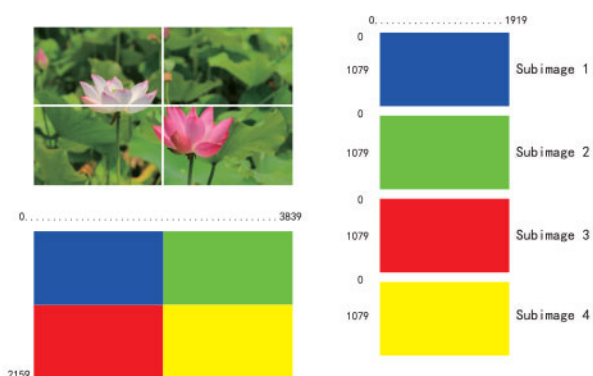 0.......................1919
0
1079
Subimage 1
0
1079
Subimage 2
0
1079
Subimage 3
0
1079
Subimage 4
0........................................3839
2159